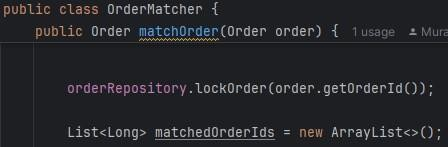 public class OrderMatcher {
public Order matchOrder(Order order) { 1 usage
orderRepository.lockOrder(order.getOrderId());
List<Long> matchedOrderIds = new ArrayList<>();